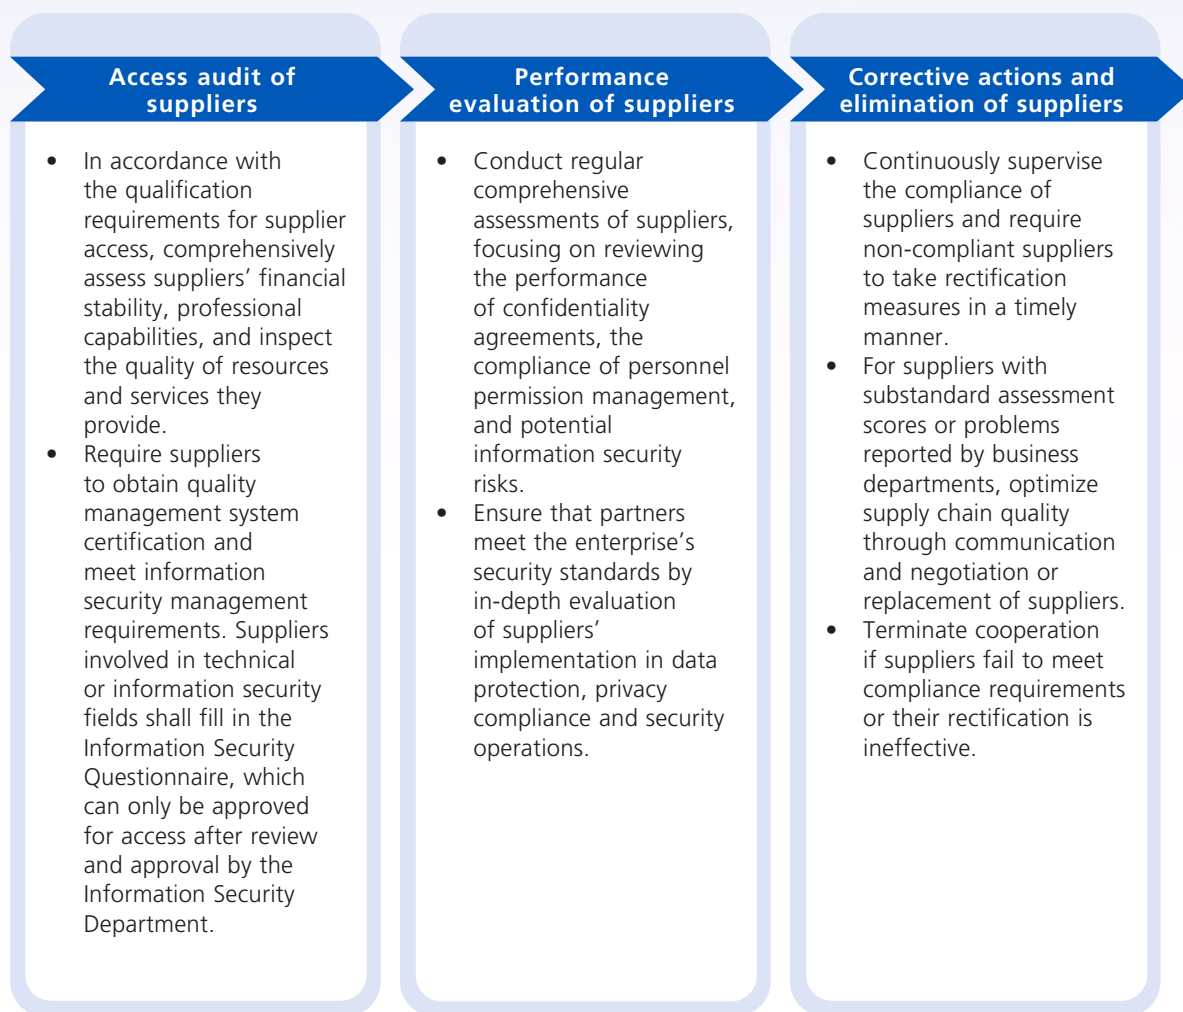 Access audit of
suppliers
• In accordance with
the qualification
requirements for supplier
access, comprehensively
assess suppliers’ financial
stability, professional
capabilities, and inspect
the quality of resources
and services they
provide.
• Require suppliers
to obtain quality
management system
certification and
meet information
security management
requirements. Suppliers
involved in technical
or information security
fields shall fill in the
Information Security
Questionnaire, which
can only be approved
for access after review
and approval by the
Information Security
Department.
Performance
evaluation of suppliers
• Conduct regular
comprehensive
assessments of suppliers,
focusing on reviewing
the performance
of confidentiality
agreements, the
compliance of personnel
permission management,
and potential
information security
risks.
• Ensure that partners
meet the enterprise’s
security standards by
in-depth evaluation
of suppliers’
implementation in data
protection, privacy
compliance and security
operations.
Corrective actions and
elimination of suppliers
• Continuously supervise
the compliance of
suppliers and require
non-compliant suppliers
to take rectification
measures in a timely
manner.
• For suppliers with
substandard assessment
scores or problems
reported by business
departments, optimize
supply chain quality
through communication
and negotiation or
replacement of suppliers.
• Terminate cooperation
if suppliers fail to meet
compliance requirements
or their rectification is
ineffective.